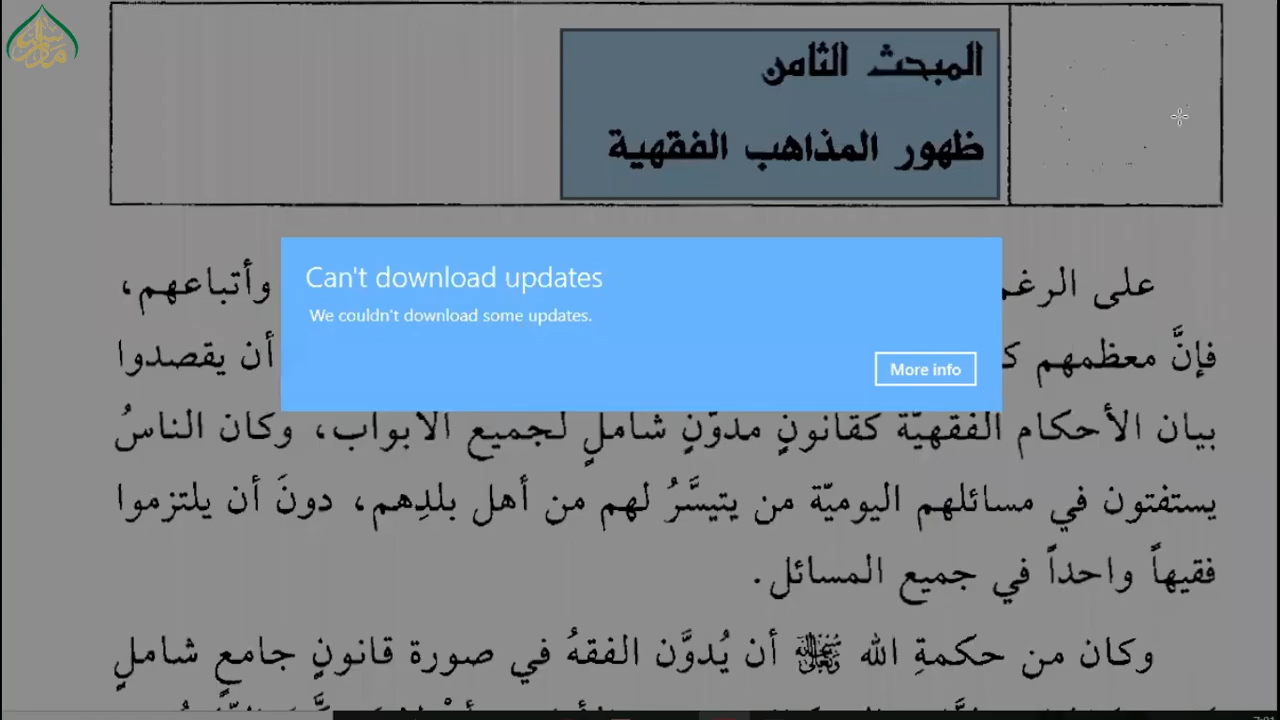 المبحث الثامن
ظهور المذاهب الفقهية
على الرغم وأتباعهم،
Can't download updates
We couldn't download some updates.
More info
فإنَّ معظمهم أن يقصدوا
بيان الأحكام الفقهيّة كقانونٍ مدوّنٍ شاملٍ لجميع الأبواب، وكان الناسُ
يستفتون في مسائلهم اليوميّة من يتيسَّرُ لهم من أهل بلدِهم، دونَ أن يلتزموا
فقيهاً واحداً في جميع المسائل.
وكان من حكمةِ الله سبحانه وتعالى أن يُدوَّن الفقهُ في صورة قانونٍ جامعٍ شاملٍ